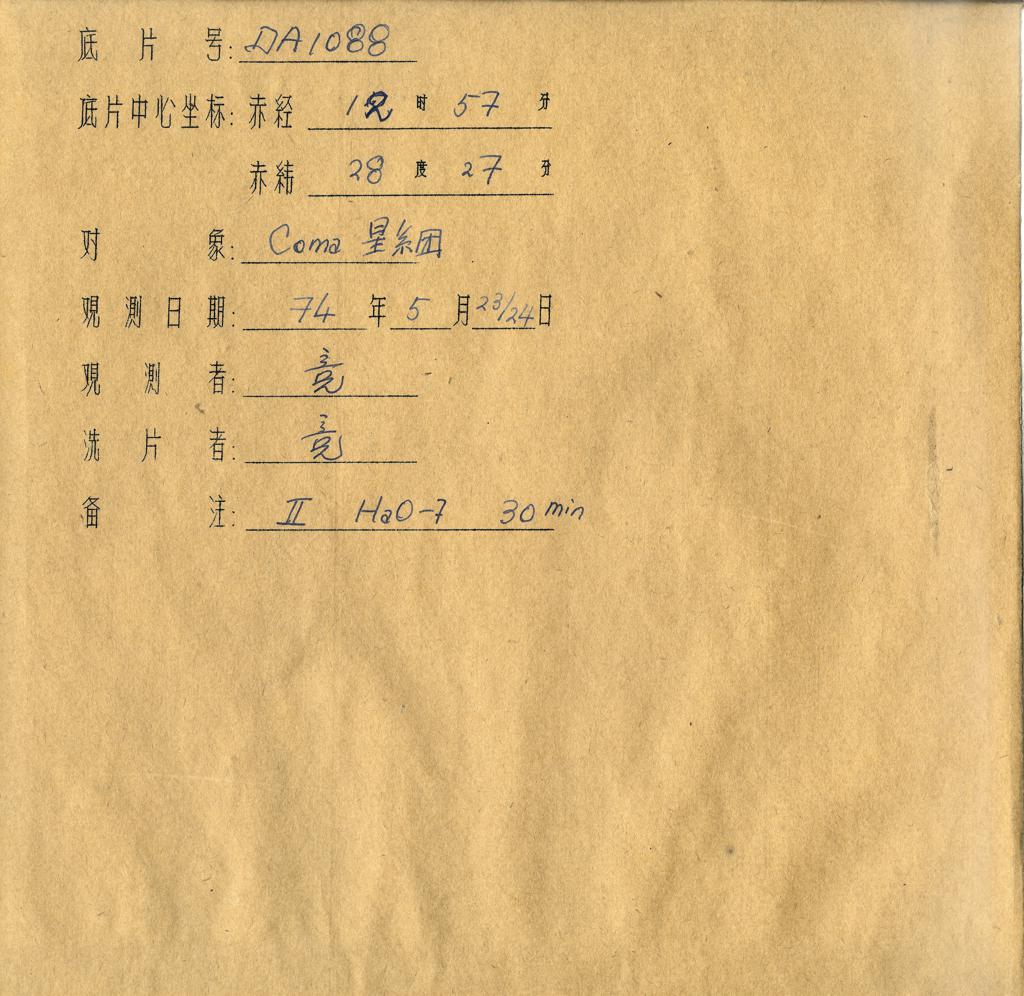 底片号: DA1088
底片中心坐标: 赤经 12 时 57 分
赤纬 28 度 27 分
对象: Coma 星系团
观测日期: 74 年 5 月 23/24 日
观测者: 竟
洗片者: 竟
备注: II HaO-7 30 min